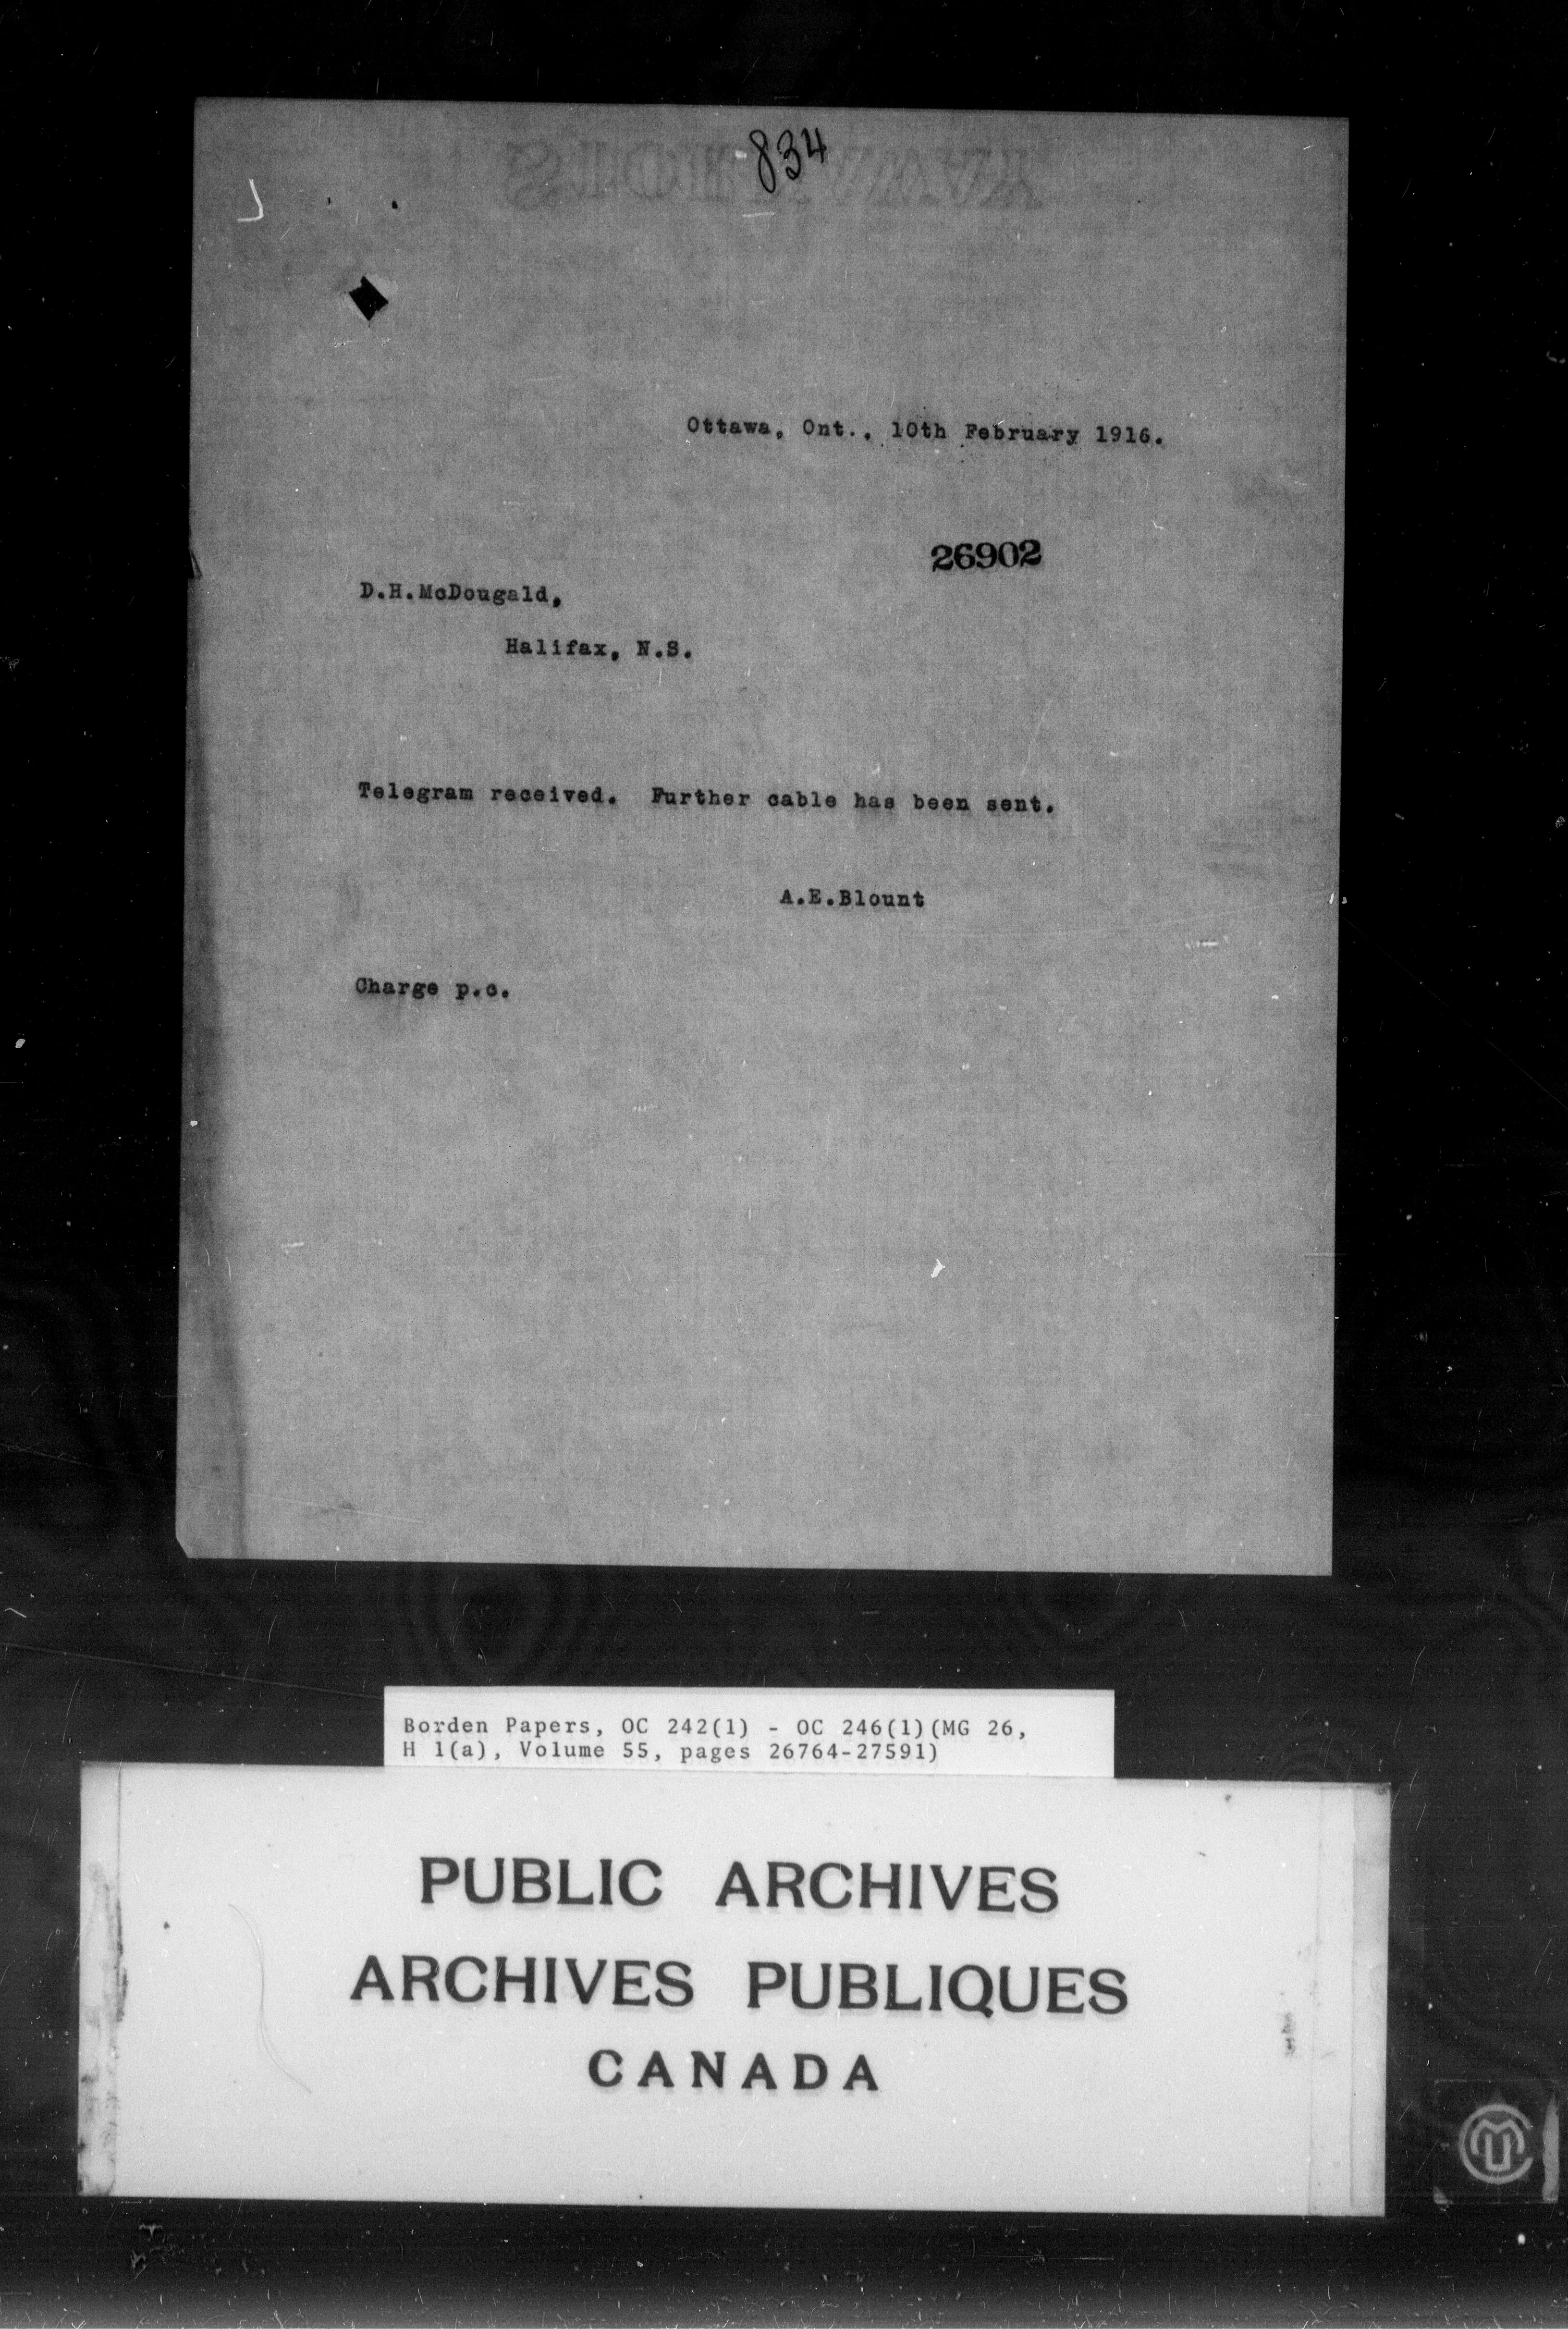 834
Ottawa, Ont., 10th February 1916.
26902
D.H.McDougald,
Halifax, N.S.
Telegram received. Further cable has been sent.
A.E.Blount
Charge p.c.
Borden Papers, OC 242(1) - OC 246(1)(MG 26,
H 1(a), Volume 55, pages 26764-27591)
PUBLIC ARCHIVES
ARCHIVES PUBLIQUES
CANADA